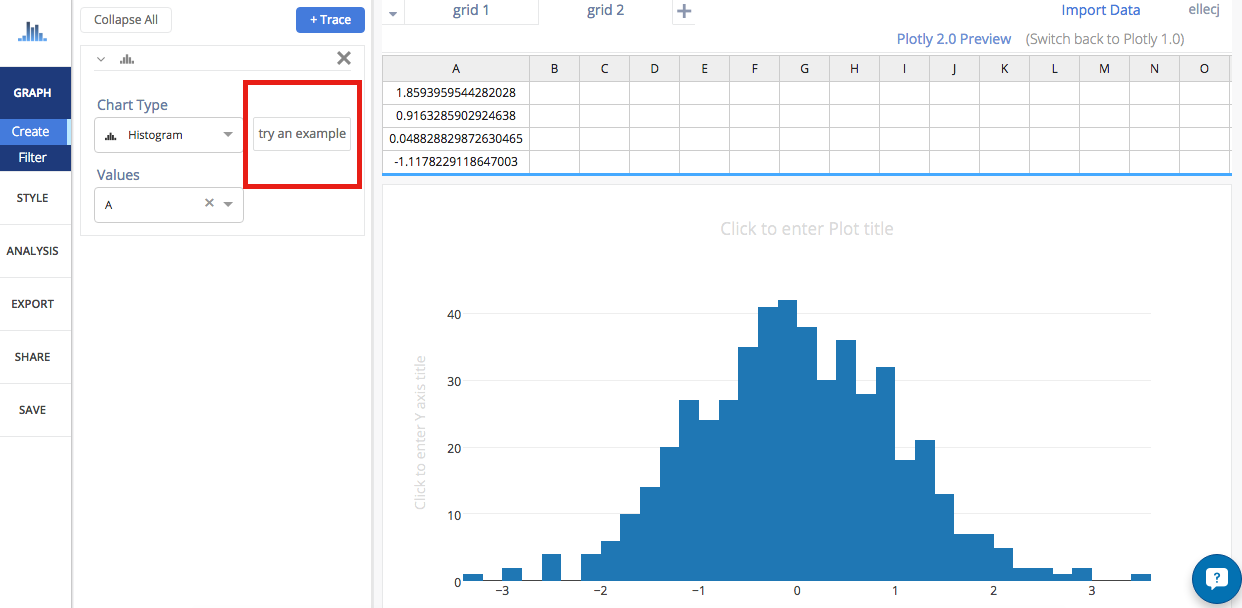 Collapse All
+ Trace
GRAPH
Create
Filter
STYLE
ANALYSIS
EXPORT
SHARE
SAVE
Chart Type
Histogram
try an example
Values
A
grid 1
grid 2
+
Import Data
ellecj
Plotly 2.0 Preview (Switch back to Plotly 1.0)
A B C D E F G H I J K L M N O
1.8593959544282028
0.9163285902924638
0.048828829872630465
-1.1178229118647003
Click to enter Plot title
Click to enter Y axis title
40
30
20
10
0
−3 −2 −1 0 1 2 3
?